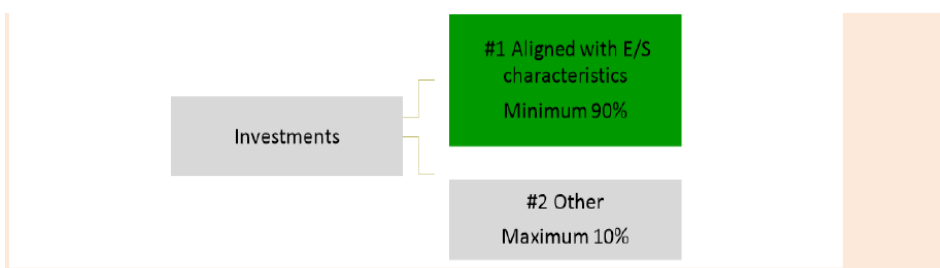 #1 Aligned with E/S
characteristics
Minimum 90%
Investments
#2 Other
Maximum 10%